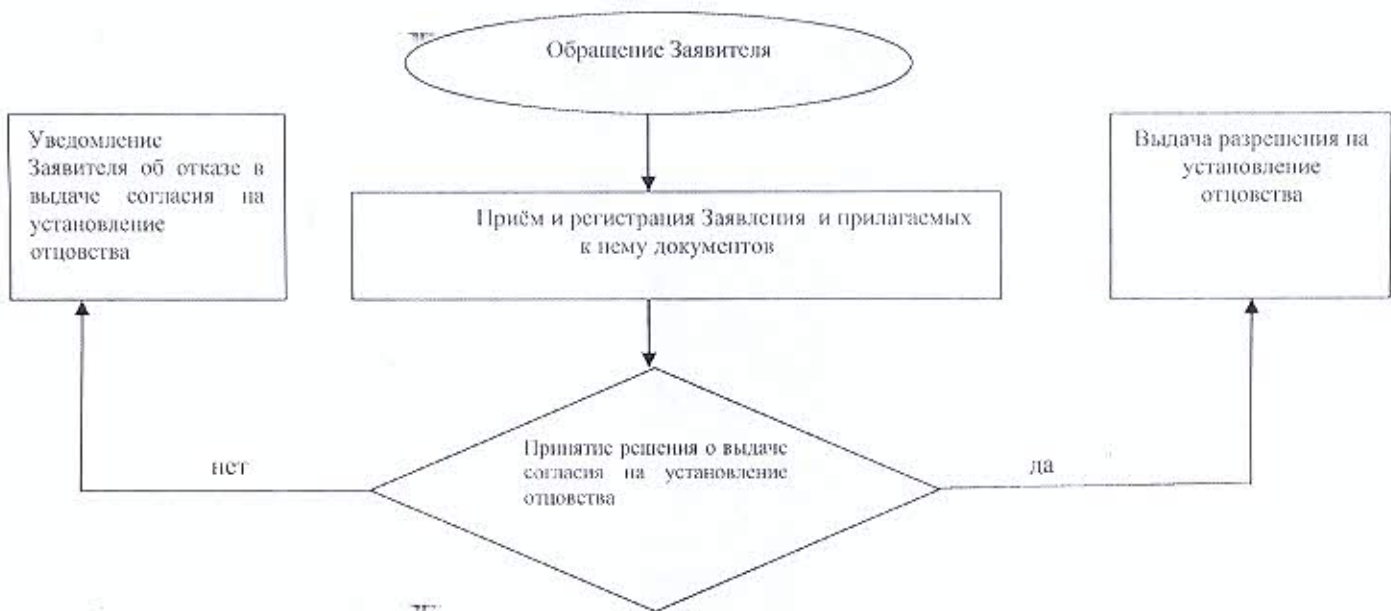 Обращение Заявителя
Уведомление
Заявителя об отказе в
выдаче согласия на
установление
отцовства
Выдача разрешения на
установление
отцовства
Приём и регистрация Заявления и прилагаемых
к нему документов
Принятие решения о выдаче
согласия на установление
отцовства
нет
да